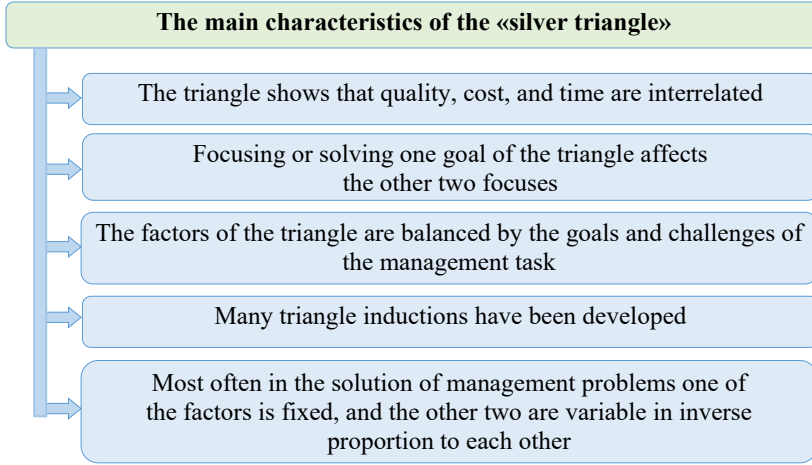 The main characteristics of the «silver triangle»
The triangle shows that quality, cost, and time are interrelated
Focusing or solving one goal of the triangle affects
the other two focuses
The factors of the triangle are balanced by the goals and challenges of
the management task
Many triangle inductions have been developed
Most often in the solution of management problems one of
the factors is fixed, and the other two are variable in inverse
proportion to each other